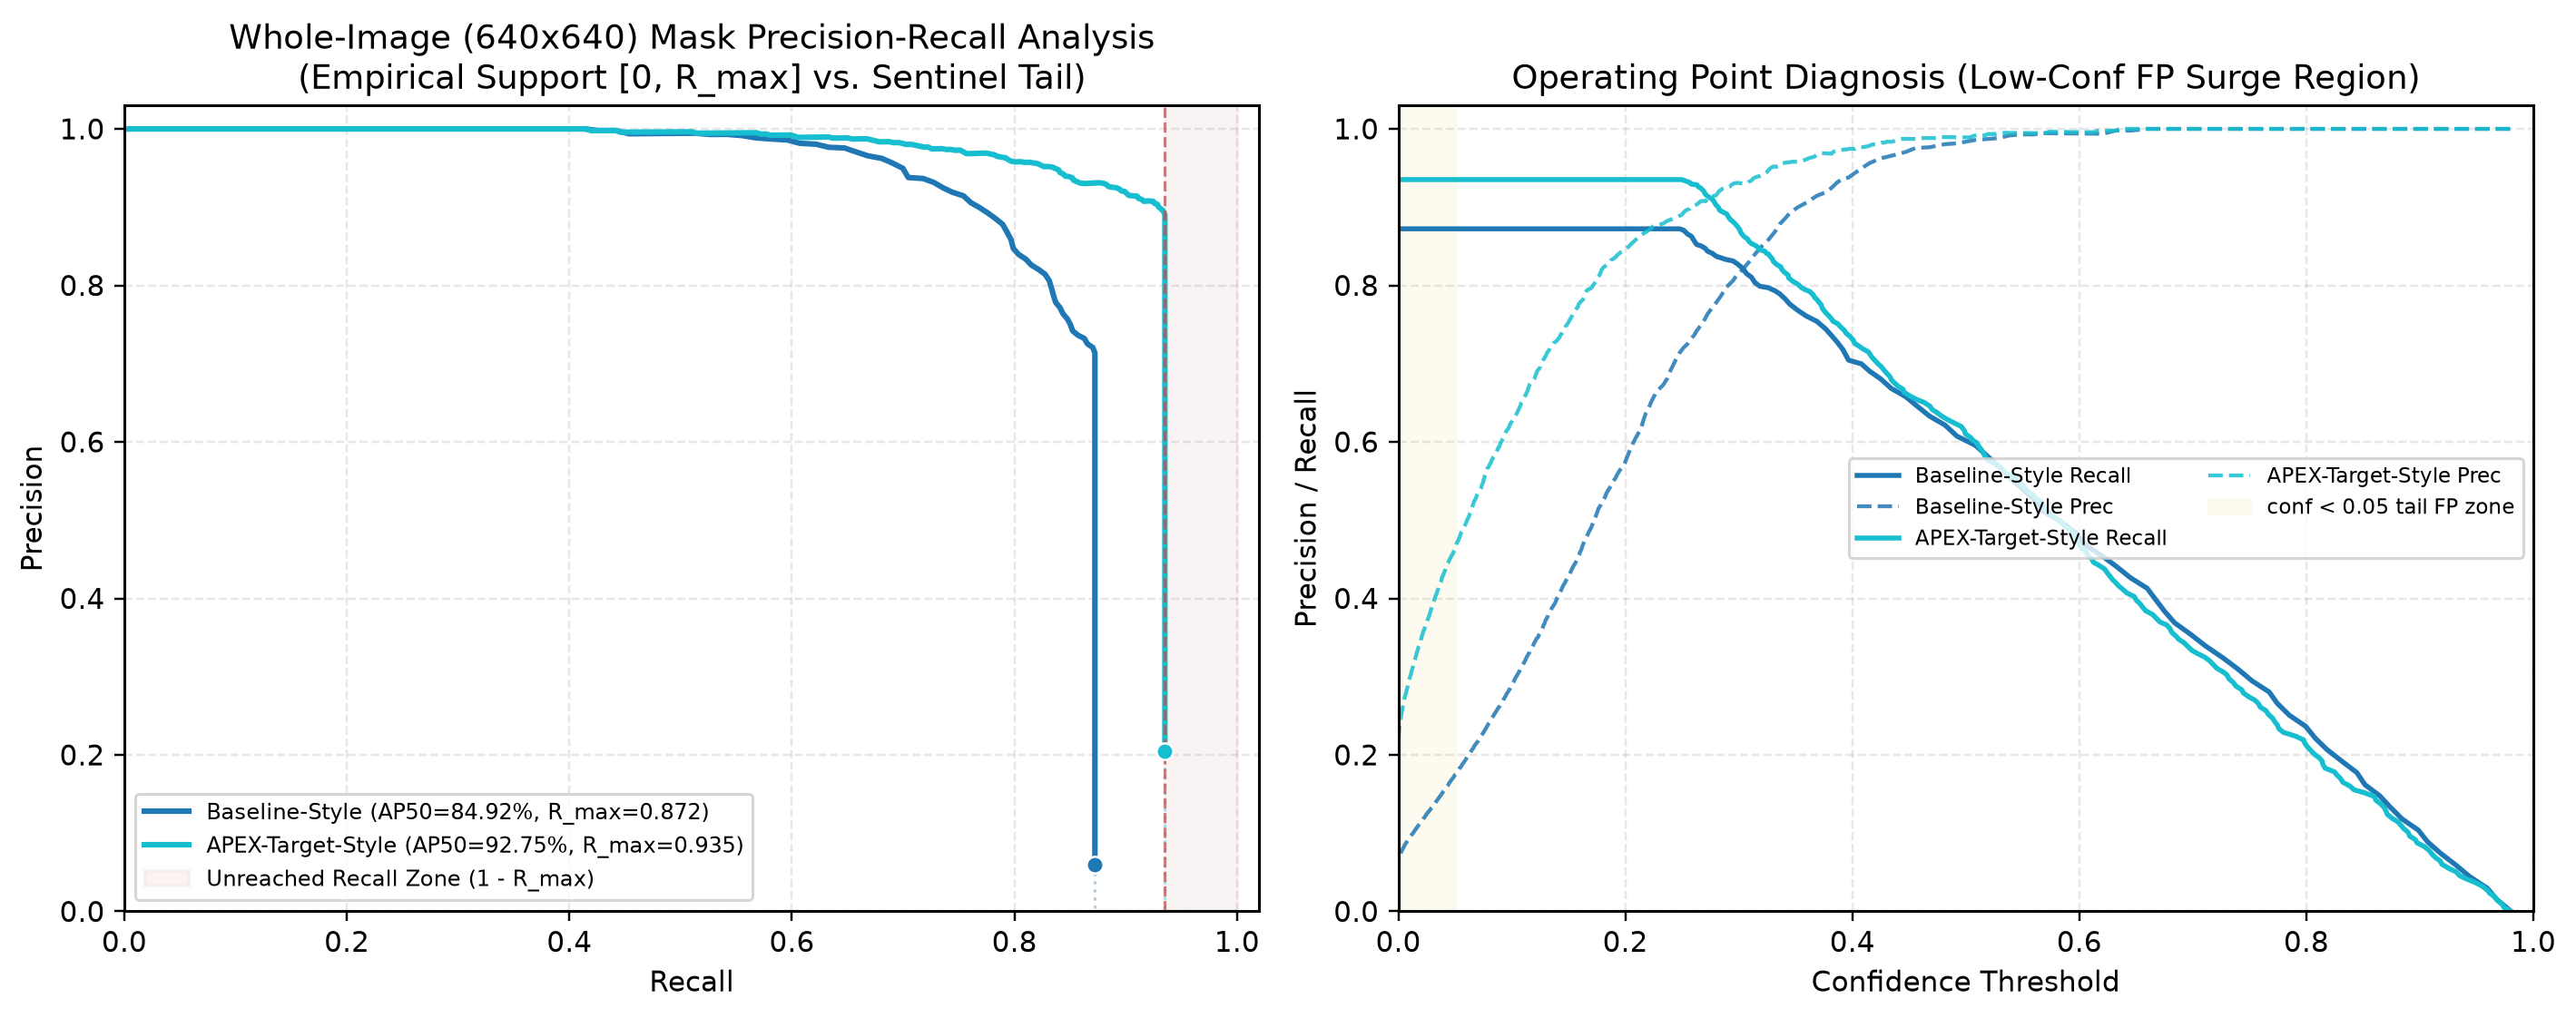 Whole-Image (640x640) Mask Precision-Recall Analysis
(Empirical Support [0, R_max] vs. Sentinel Tail)
Precision
1.0
0.8
0.6
0.4
0.2
0.0
Baseline-Style (AP50=84.92%, R_max=0.872)
APEX-Target-Style (AP50=92.75%, R_max=0.935)
Unreached Recall Zone (1 - R_max)
0.0 0.2 0.4 0.6 0.8 1.0
Recall
Operating Point Diagnosis (Low-Conf FP Surge Region)
Precision / Recall
1.0
0.8
0.6
0.4
0.2
0.0
Baseline-Style Recall
Baseline-Style Prec
APEX-Target-Style Recall
APEX-Target-Style Prec
conf < 0.05 tail FP zone
0.0 0.2 0.4 0.6 0.8 1.0
Confidence Threshold